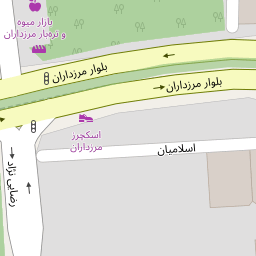 بازار میوه
و تره‌بار مرزداران
بلوار مرزداران
بلوار مرزداران
اسکچرز
مرزداران
اسلامیان
رضایی نژاد